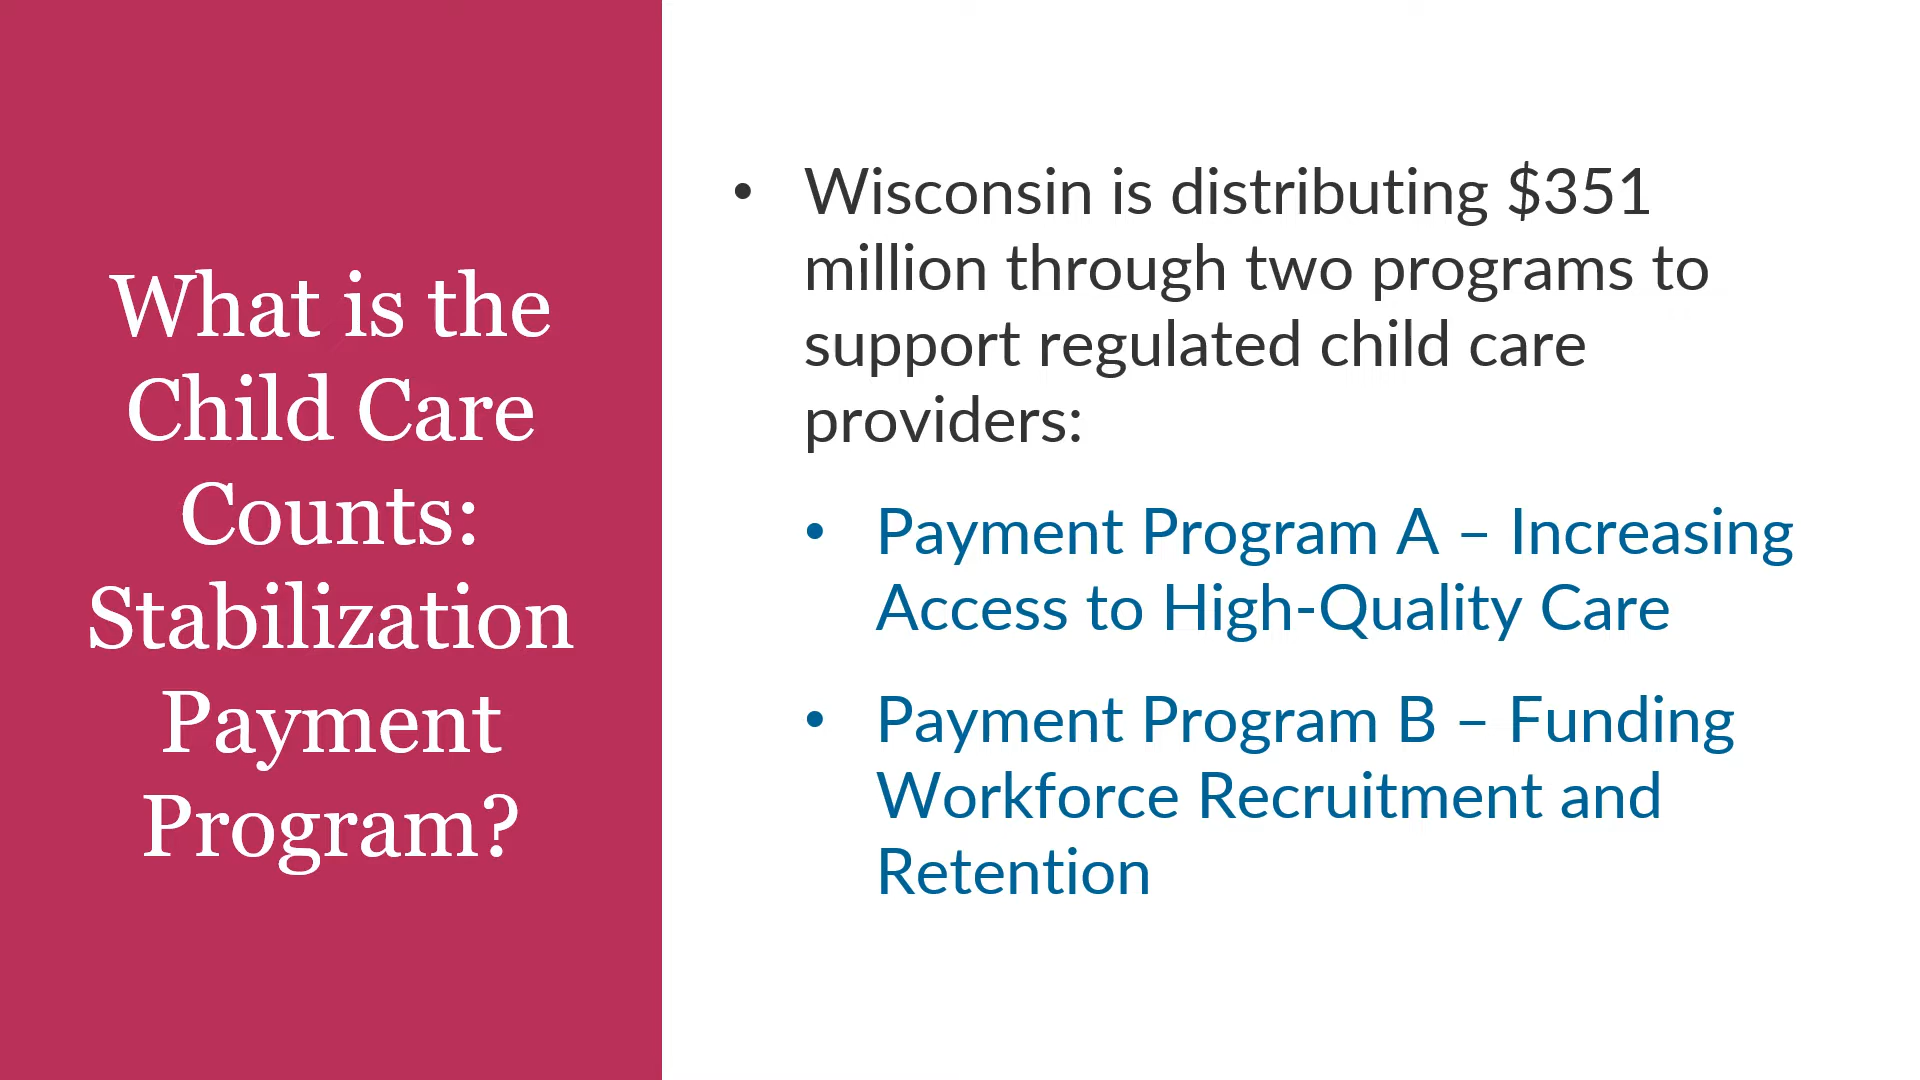 What is the
Child Care
Counts:
Stabilization
Payment
Program?
• Wisconsin is distributing $351
million through two programs to
support regulated child care
providers:
• Payment Program A – Increasing
Access to High-Quality Care
• Payment Program B – Funding
Workforce Recruitment and
Retention